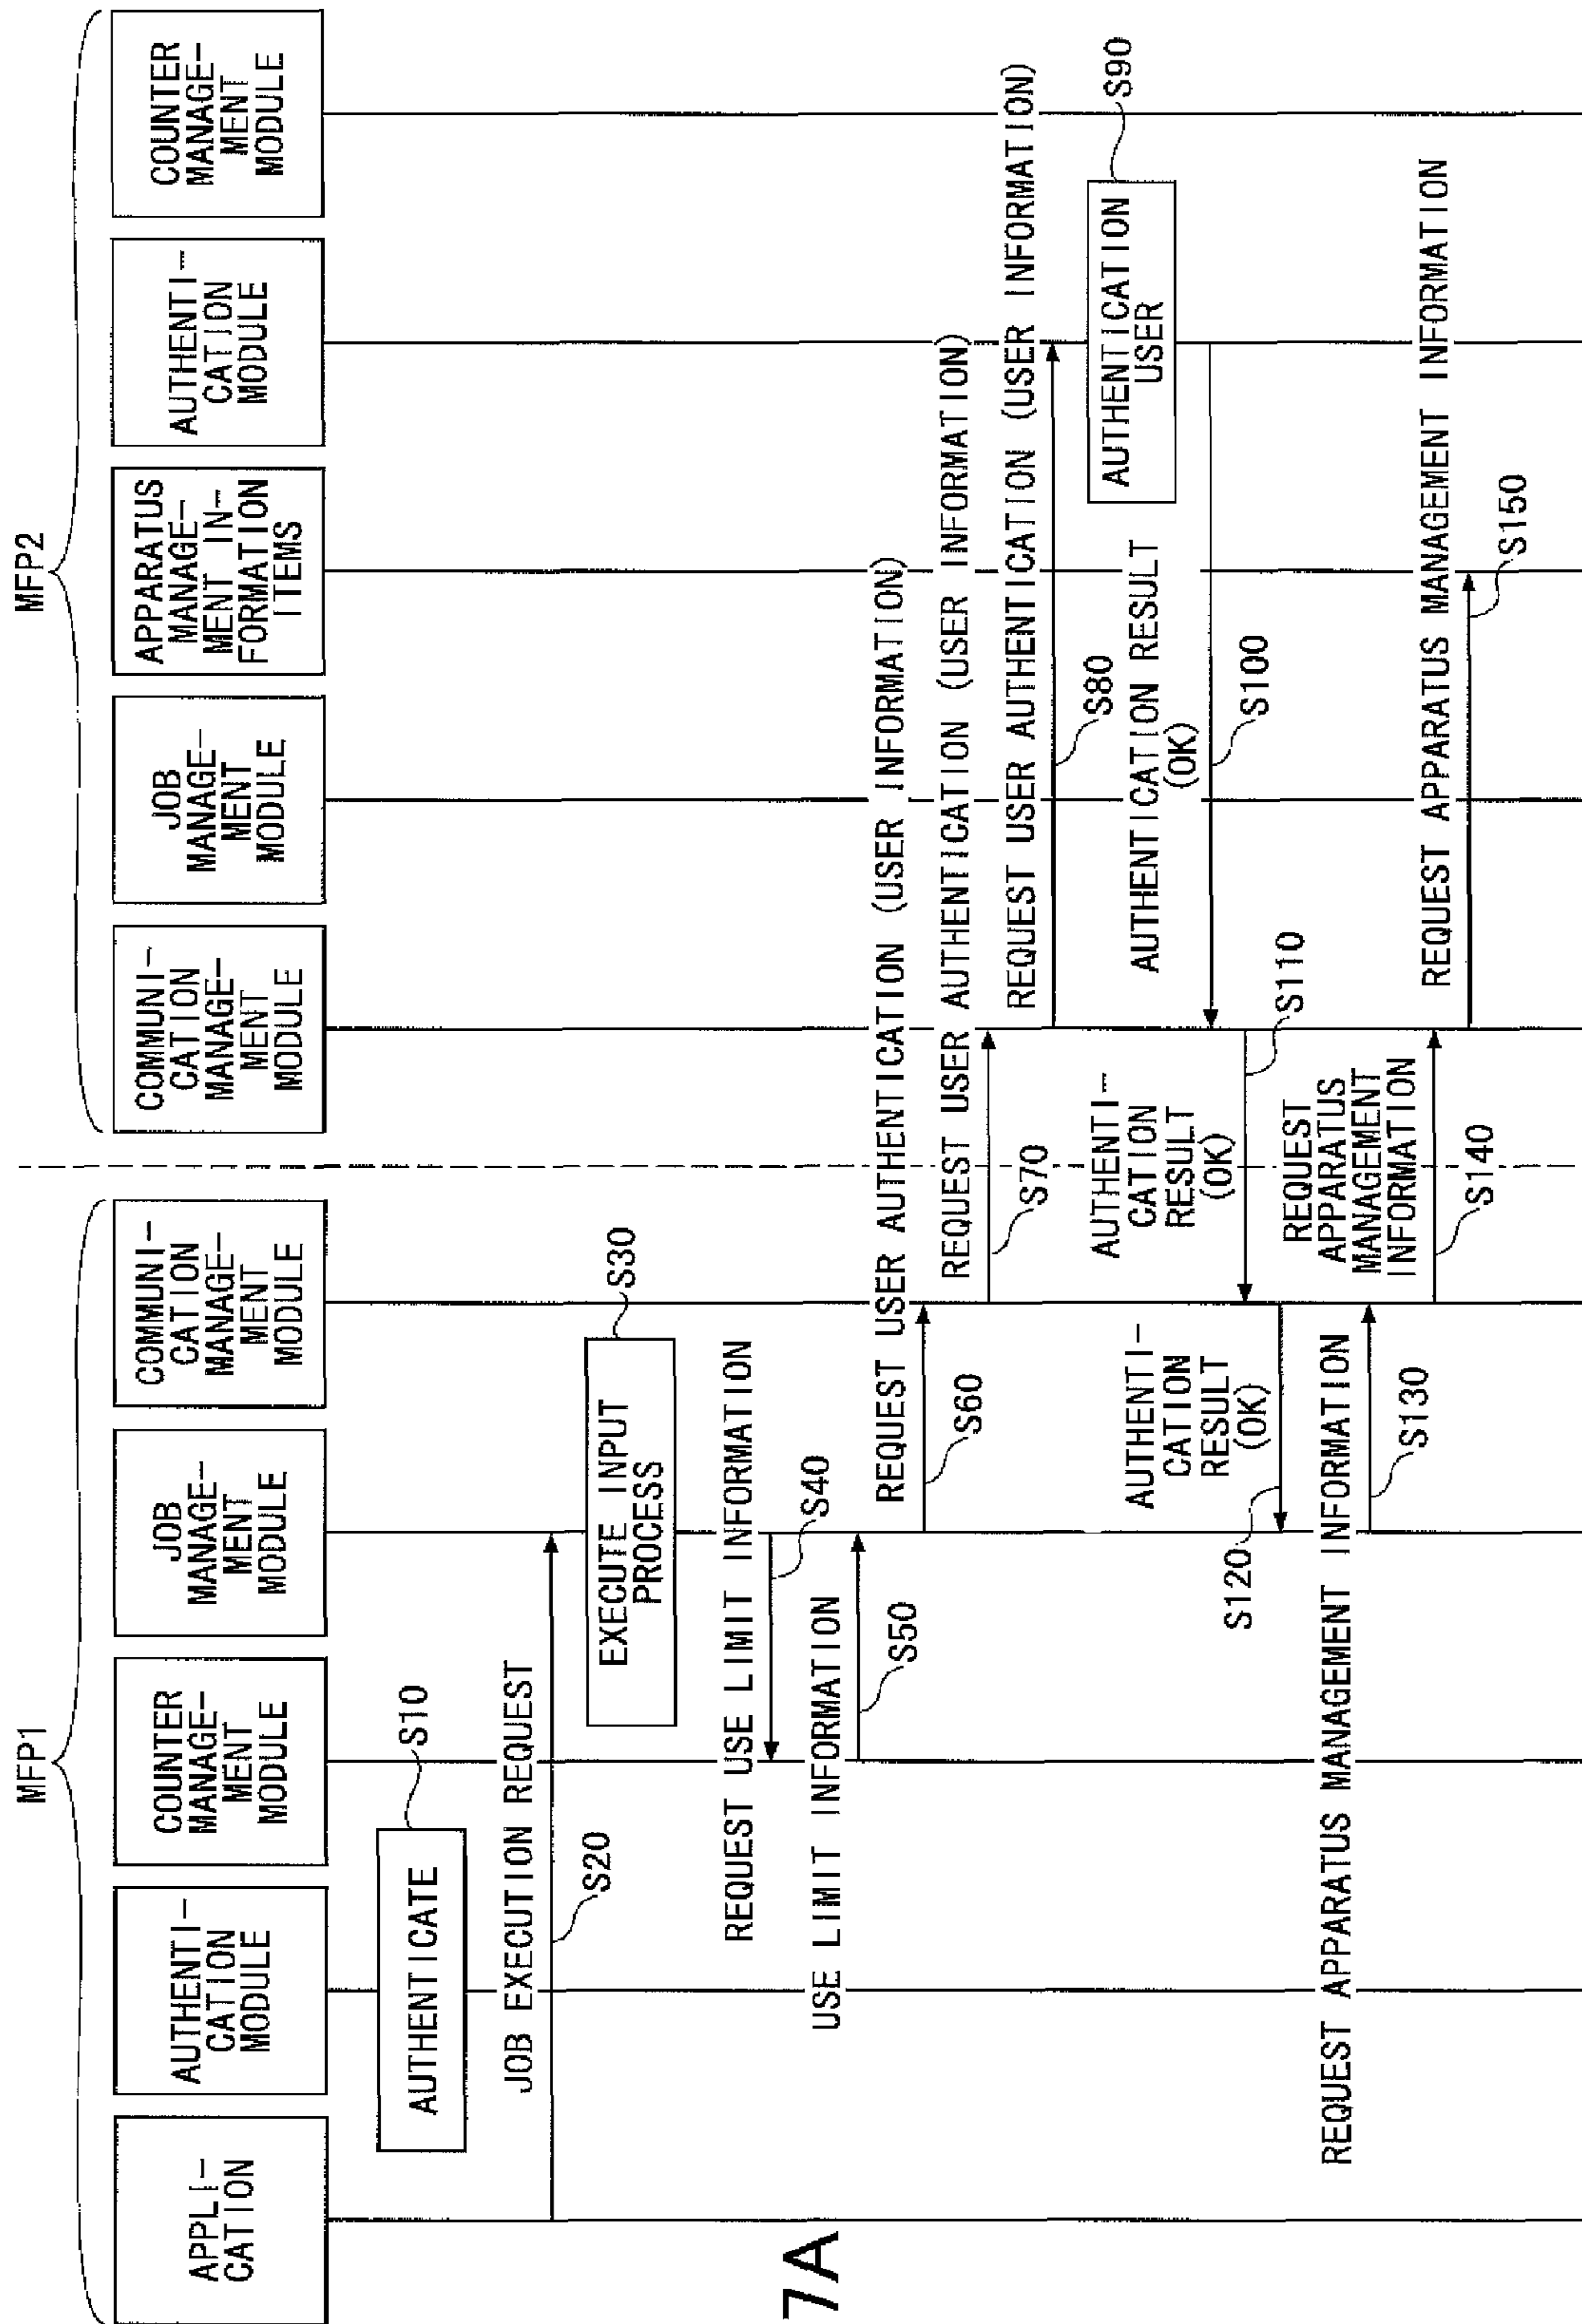 MFP1
MFP2
APPLI-
CATION
AUTHENTI-
CATION
MODULE
COUNTER
MANAGE-
MENT
MODULE
JOB
MANAGE-
MENT
MODULE
COMMUNI-
CATION
MANAGE-
MENT
MODULE
COMMUNI-
CATION
MANAGE-
MENT
MODULE
JOB
MANAGE-
MENT
MODULE
APPARATUS
MANAGE-
MENT IN-
FORMATION
ITEMS
AUTHENTI-
CATION
MODULE
COUNTER
MANAGE-
MENT
MODULE
AUTHENTICATE
S10
JOB EXECUTION REQUEST
S20
EXECUTE INPUT
PROCESS
S30
REQUEST USE LIMIT INFORMATION
S40
USE LIMIT INFORMATION
S50
REQUEST USER AUTHENTICATION (USER INFORMATION)
S60
REQUEST USER AUTHENTICATION (USER INFORMATION)
S70
REQUEST USER AUTHENTICATION (USER INFORMATION)
S80
AUTHENTICATION
USER
S90
AUTHENTICATION RESULT
(OK)
S100
AUTHENTI-
CATION
RESULT
(OK)
S110
AUTHENTI-
CATION
RESULT
(OK)
S120
REQUEST APPARATUS MANAGEMENT INFORMATION
S130
REQUEST
APPARATUS
MANAGEMENT
INFORMATION
S140
REQUEST APPARATUS MANAGEMENT INFORMATION
S150
7A